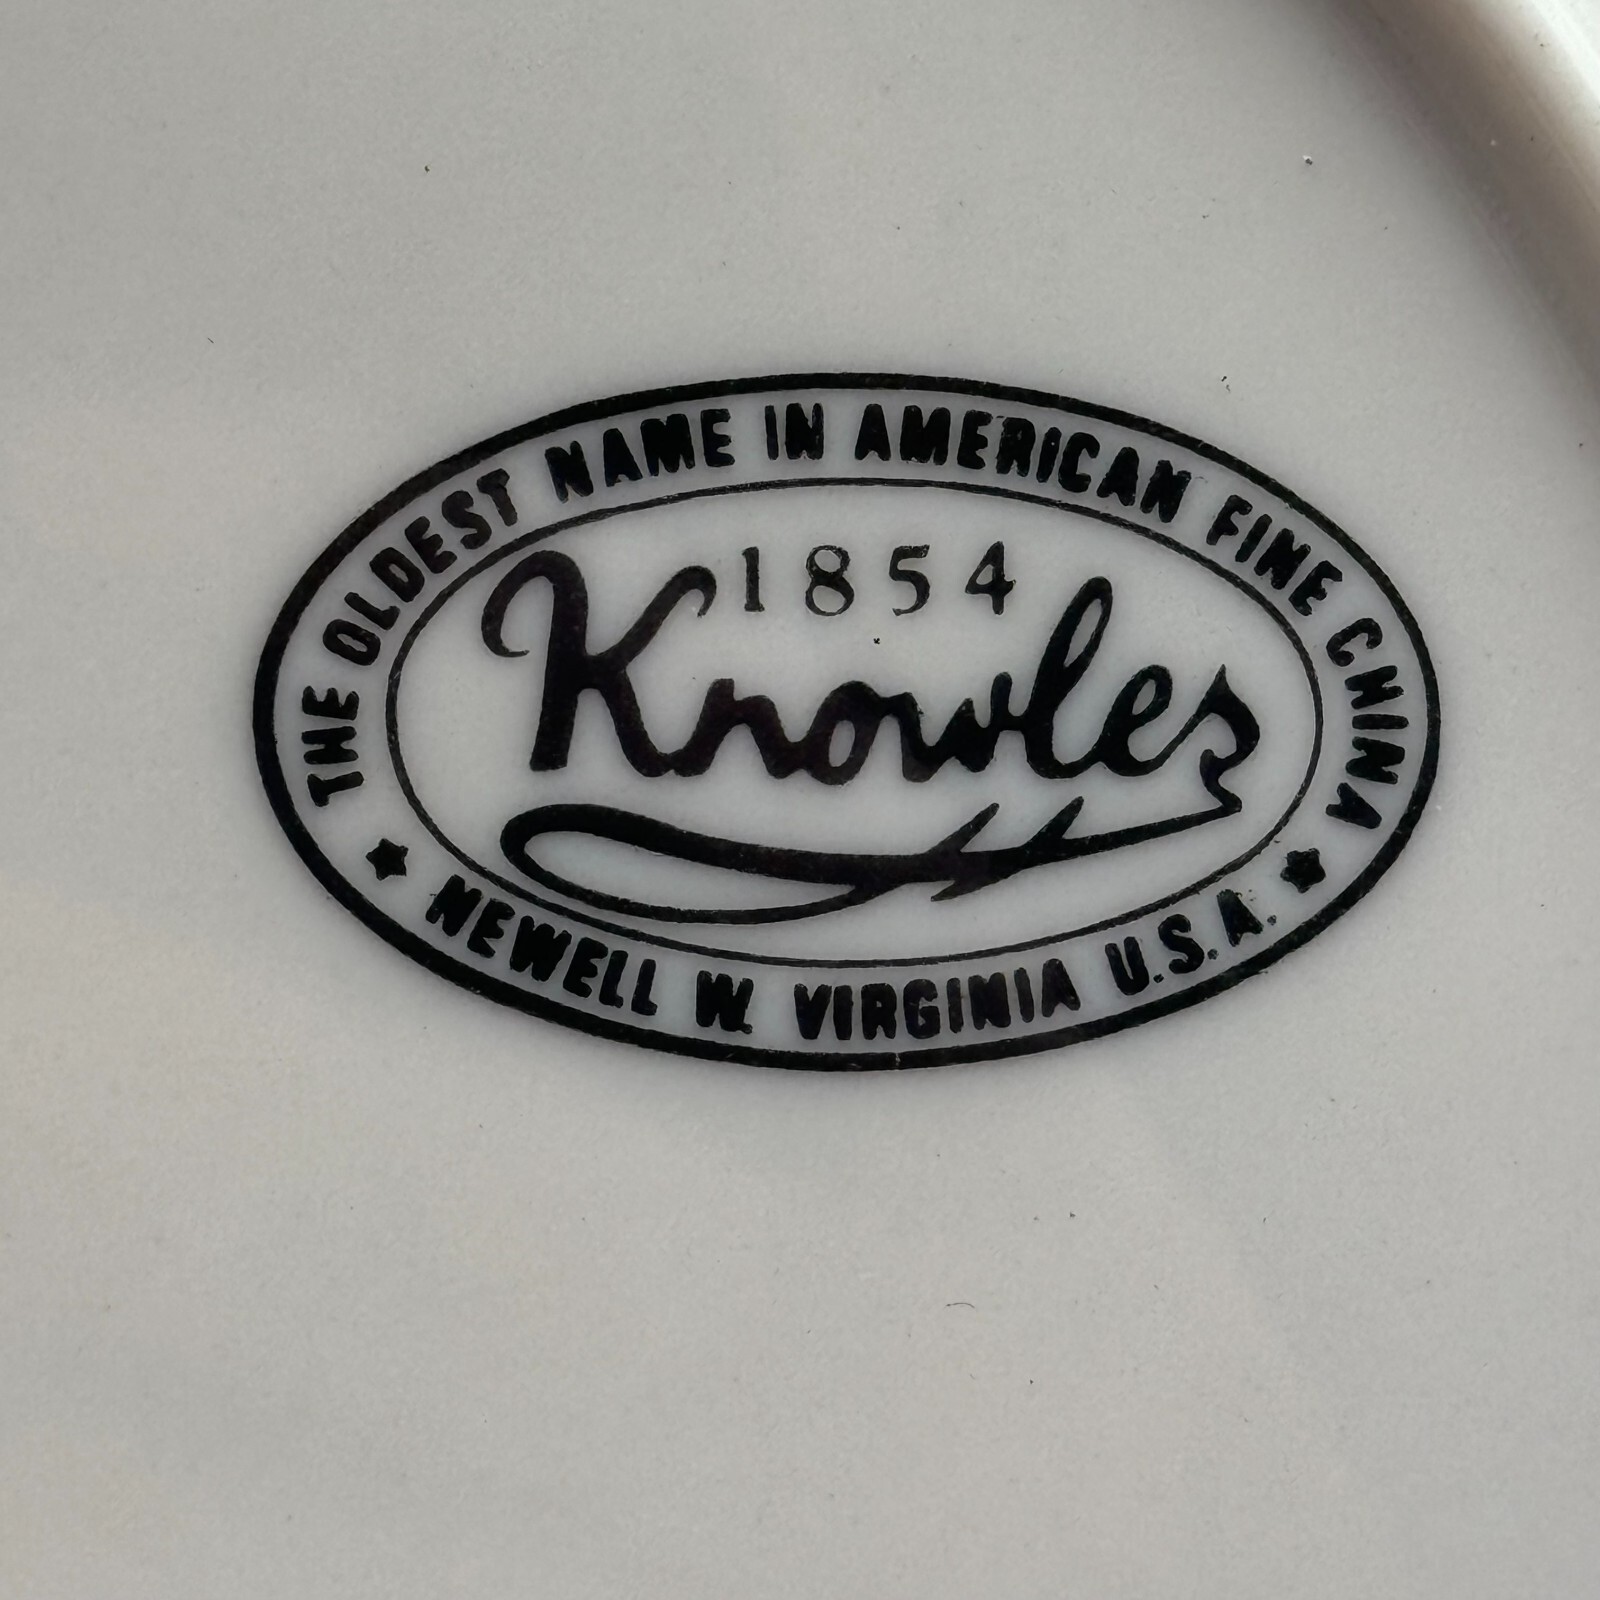 THE OLDEST NAME IN AMERICAN FINE CHINA
1854
Knowles
NEWELL W. VIRGINIA U.S.A.